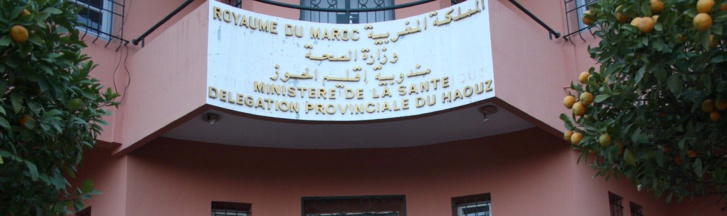 ROYAUME DU MAROC المملكة المغربية
وزارة الصحة
مندوبية إقليم الحوز
MINISTERE DE LA SANTE
DELEGATION PROVINCIALE DU HAOUZ